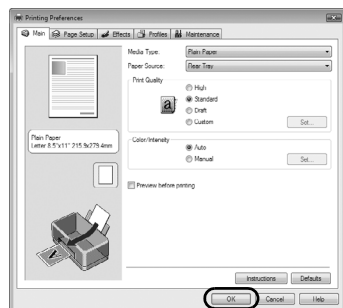 Printing Preferences
Main Page Setup Effects Profiles Maintenance
Media Type: Plain Paper
Paper Source: Rear Tray
Print Quality
High
Standard
Draft
Custom Set...
Plain Paper
Letter 8.5"x11" 215.9x279.4mm
Color/Intensity
Auto
Manual Set...
Preview before printing
Instructions Defaults
OK Cancel Help